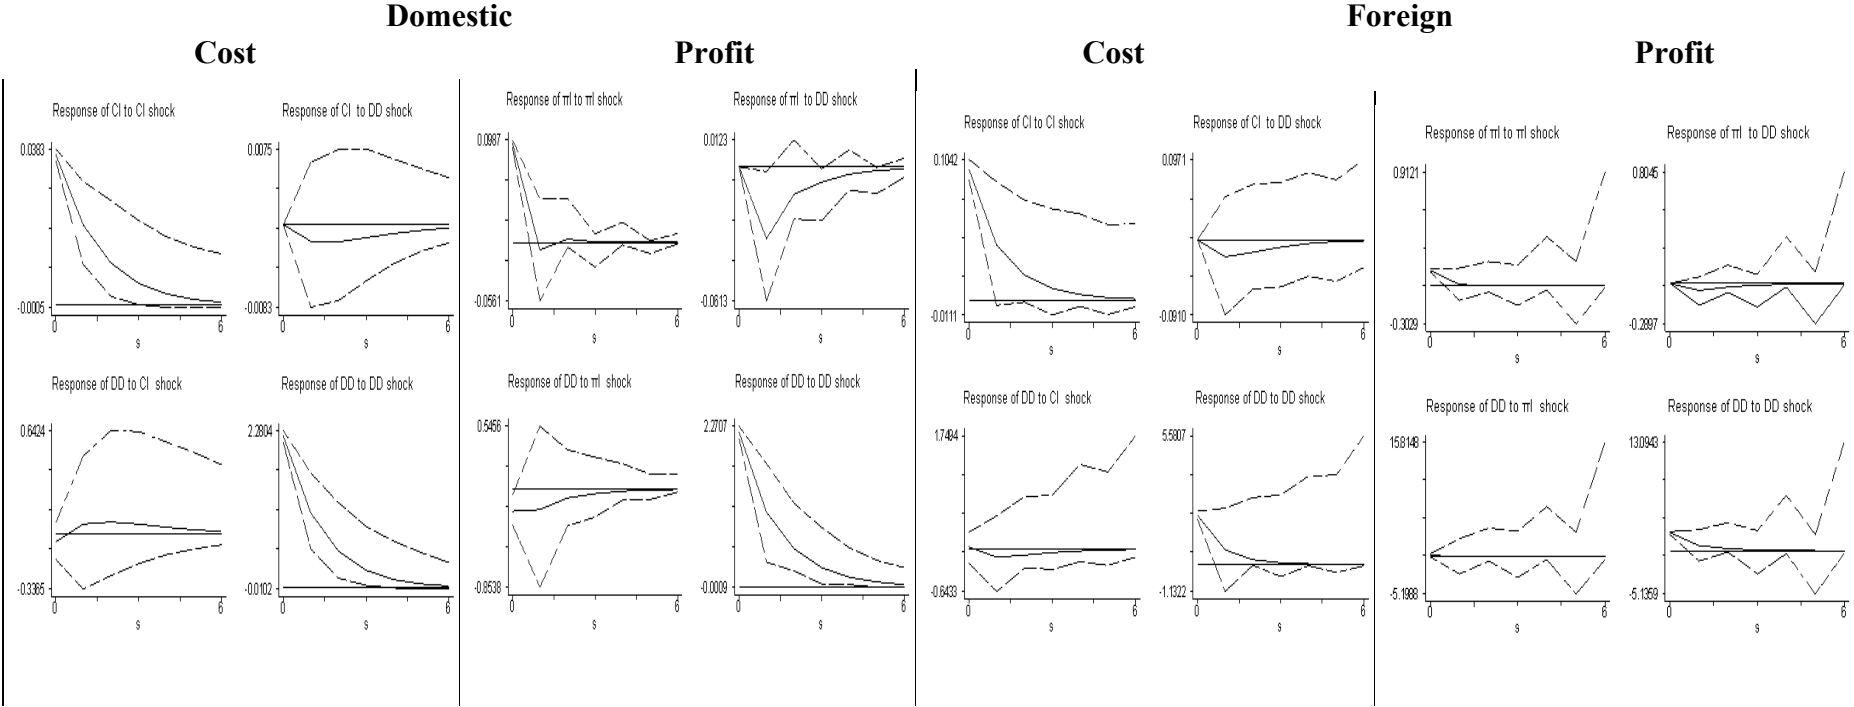 Domestic
Foreign
Cost
Profit
Cost
Profit
Response of CI to CI shock
0.0383
-0.0005
0
6
s
Response of CI to DD shock
0.0075
-0.0083
0
6
s
Response of DD to CI shock
0.6424
-0.3365
0
6
s
Response of DD to DD shock
2.2804
-0.0102
0
6
s
Response of πI to πI shock
0.0987
-0.0561
0
6
s
Response of πI to DD shock
0.0123
-0.0613
0
6
s
Response of DD to πI shock
0.5456
-0.8538
0
6
s
Response of DD to DD shock
2.2707
-0.0009
0
6
s
Response of CI to CI shock
0.1042
-0.0111
0
6
s
Response of CI to DD shock
0.0971
-0.0910
0
6
s
Response of DD to CI shock
1.7494
-0.6433
0
6
s
Response of DD to DD shock
5.5807
-1.1322
0
6
s
Response of πI to πI shock
0.9121
-0.3029
0
6
s
Response of πI to DD shock
0.8045
-0.2897
0
6
s
Response of DD to πI shock
15.8148
-5.1988
0
6
s
Response of DD to DD shock
13.0943
-5.1359
0
6
s